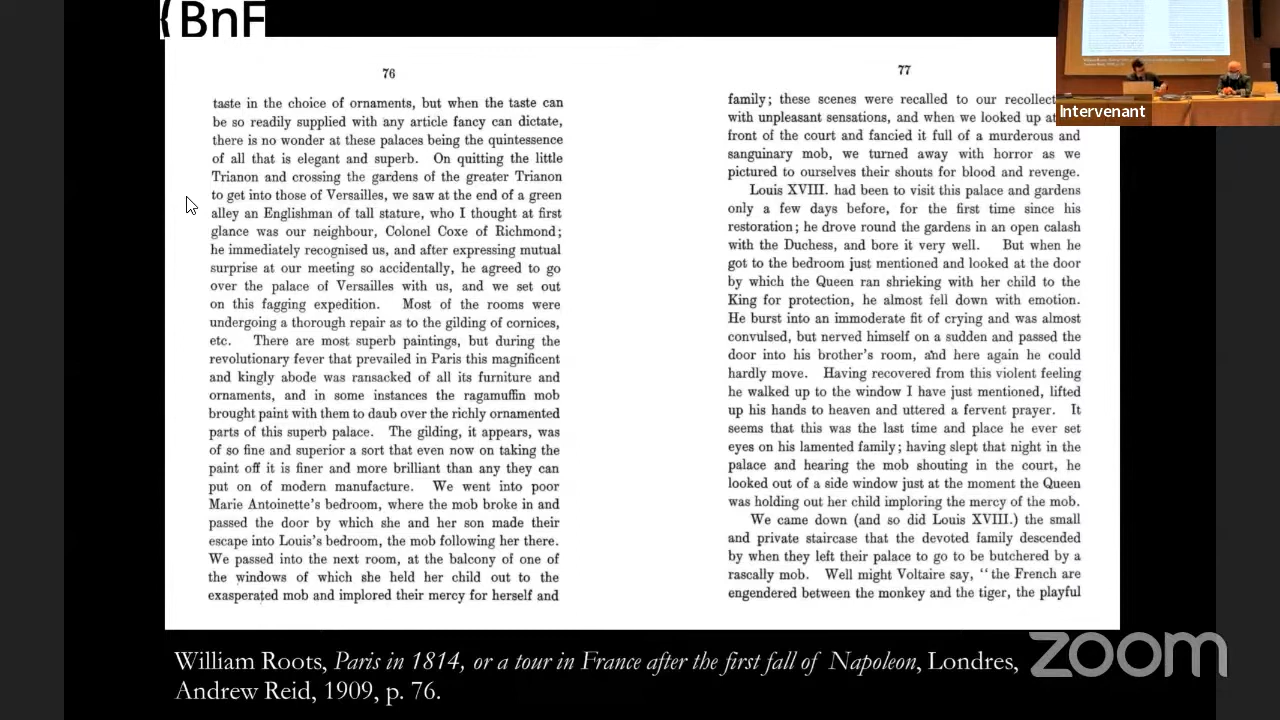 BnF
76
taste in the choice of ornaments, but when the taste can
be so readily supplied with any article fancy can dictate,
there is no wonder at these palaces being the quintessence
of all that is elegant and superb. On quitting the little
Trianon and crossing the gardens of the greater Trianon
to get into those of Versailles, we saw at the end of a green
alley an Englishman of tall stature, who I thought at first
glance was our neighbour, Colonel Coxe of Richmond;
he immediately recognised us, and after expressing mutual
surprise at our meeting so accidentally, he agreed to go
over the palace of Versailles with us, and we set out
on this fagging expedition. Most of the rooms were
undergoing a thorough repair as to the gilding of cornices,
etc. There are most superb paintings, but during the
revolutionary fever that prevailed in Paris this magnificent
and kingly abode was ransacked of all its furniture and
ornaments, and in some instances the ragamuffin mob
brought paint with them to daub over the richly ornamented
parts of this superb palace. The gilding, it appears, was
of so fine and superior a sort that even now on taking the
paint off it is finer and more brilliant than any they can
put on of modern manufacture. We went into poor
Marie Antoinette's bedroom, where the mob broke in and
passed the door by which she and her son made their
escape into Louis's bedroom, the mob following her there.
We passed into the next room, at the balcony of one of
the windows of which she held her child out to the
exasperated mob and implored their mercy for herself and
77
family; these scenes were recalled to our
with unpleasant sensations, and when we looked up
front of the court and fancied it full of a murderous and
sanguinary mob, we turned away with horror as we
pictured to ourselves their shouts for blood and revenge.
Louis XVIII. had been to visit this palace and gardens
only a few days before, for the first time since his
restoration; he drove round the gardens in an open calash
with the Duchess, and bore it very well. But when he
got to the bedroom just mentioned and looked at the door
by which the Queen ran shrieking with her child to the
King for protection, he almost fell down with emotion.
He burst into an immoderate fit of crying and was almost
convulsed, but nerved himself on a sudden and passed the
door into his brother's room, and here again he could
hardly move. Having recovered from this violent feeling
he walked up to the window I have just mentioned, lifted
up his hands to heaven and uttered a fervent prayer. It
seems that this was the last time and place he ever set
eyes on his lamented family; having slept that night in the
palace and hearing the mob shouting in the court, he
looked out of a side window just at the moment the Queen
was holding out her child imploring the mercy of the mob.
We came down (and so did Louis XVIII.) the small
and private staircase that the devoted family descended
by when they left their palace to go to be butchered by a
rascally mob. Well might Voltaire say, "the French are
engendered between the monkey and the tiger, the playful
Intervenant
William Roots, Paris in 1814, or a tour in France after the first fall of Napoleon, Londres,
Andrew Reid, 1909, p. 76.
zoom